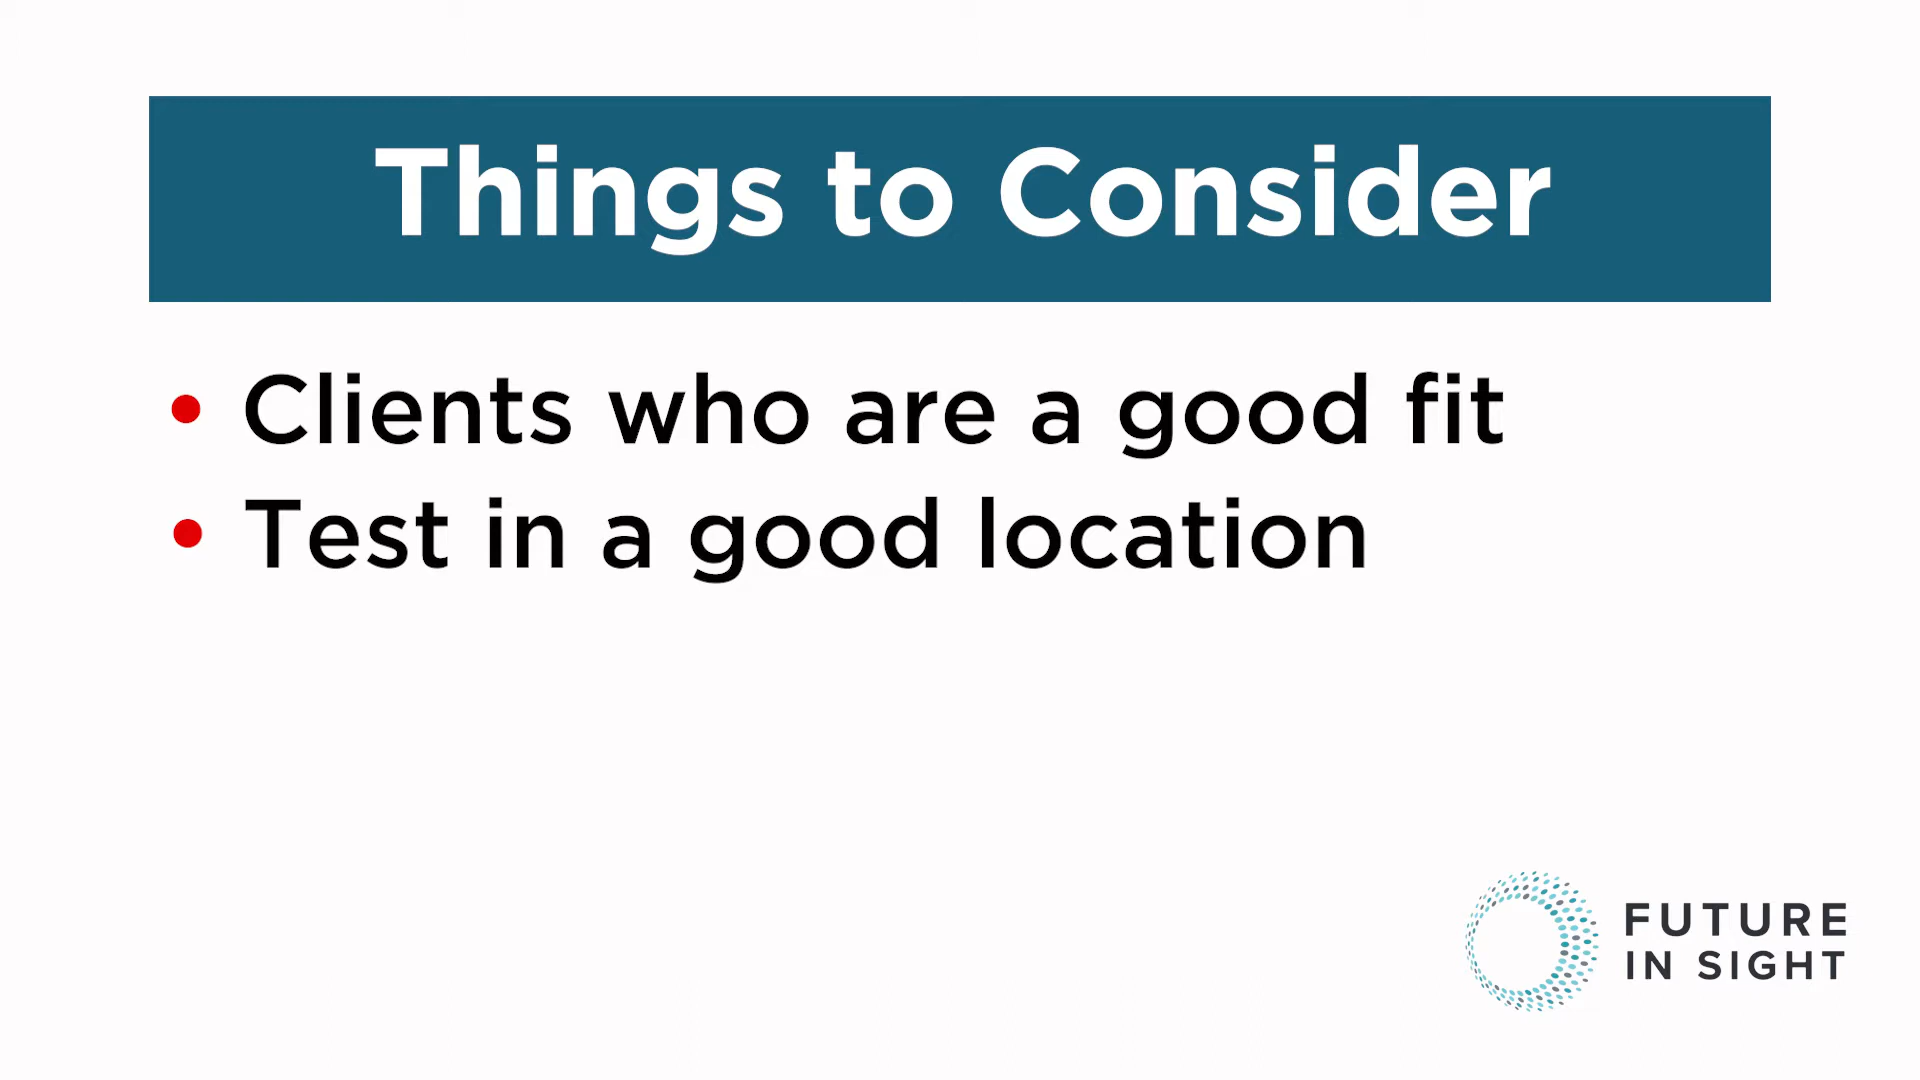 Things to Consider
• Clients who are a good fit
• Test in a good location
FUTURE
IN SIGHT